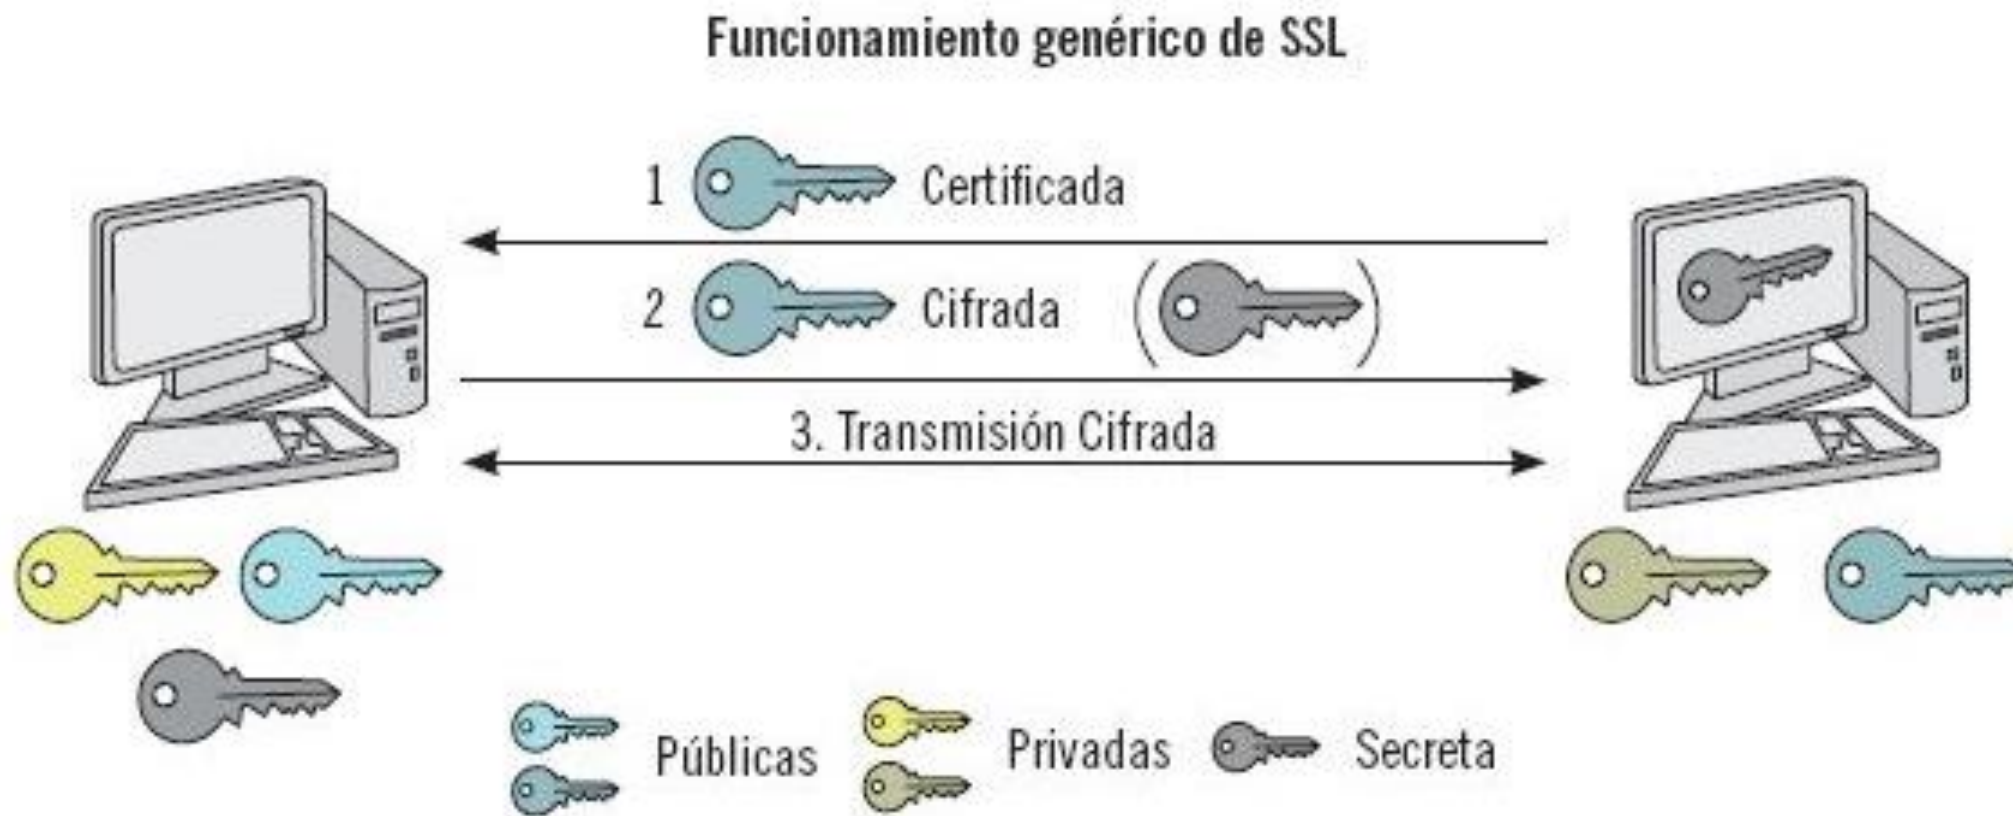 Funcionamiento genérico de SSL
1 Certificada
2 Cifrada ( )
3. Transmisión Cifrada
Públicas Privadas Secreta